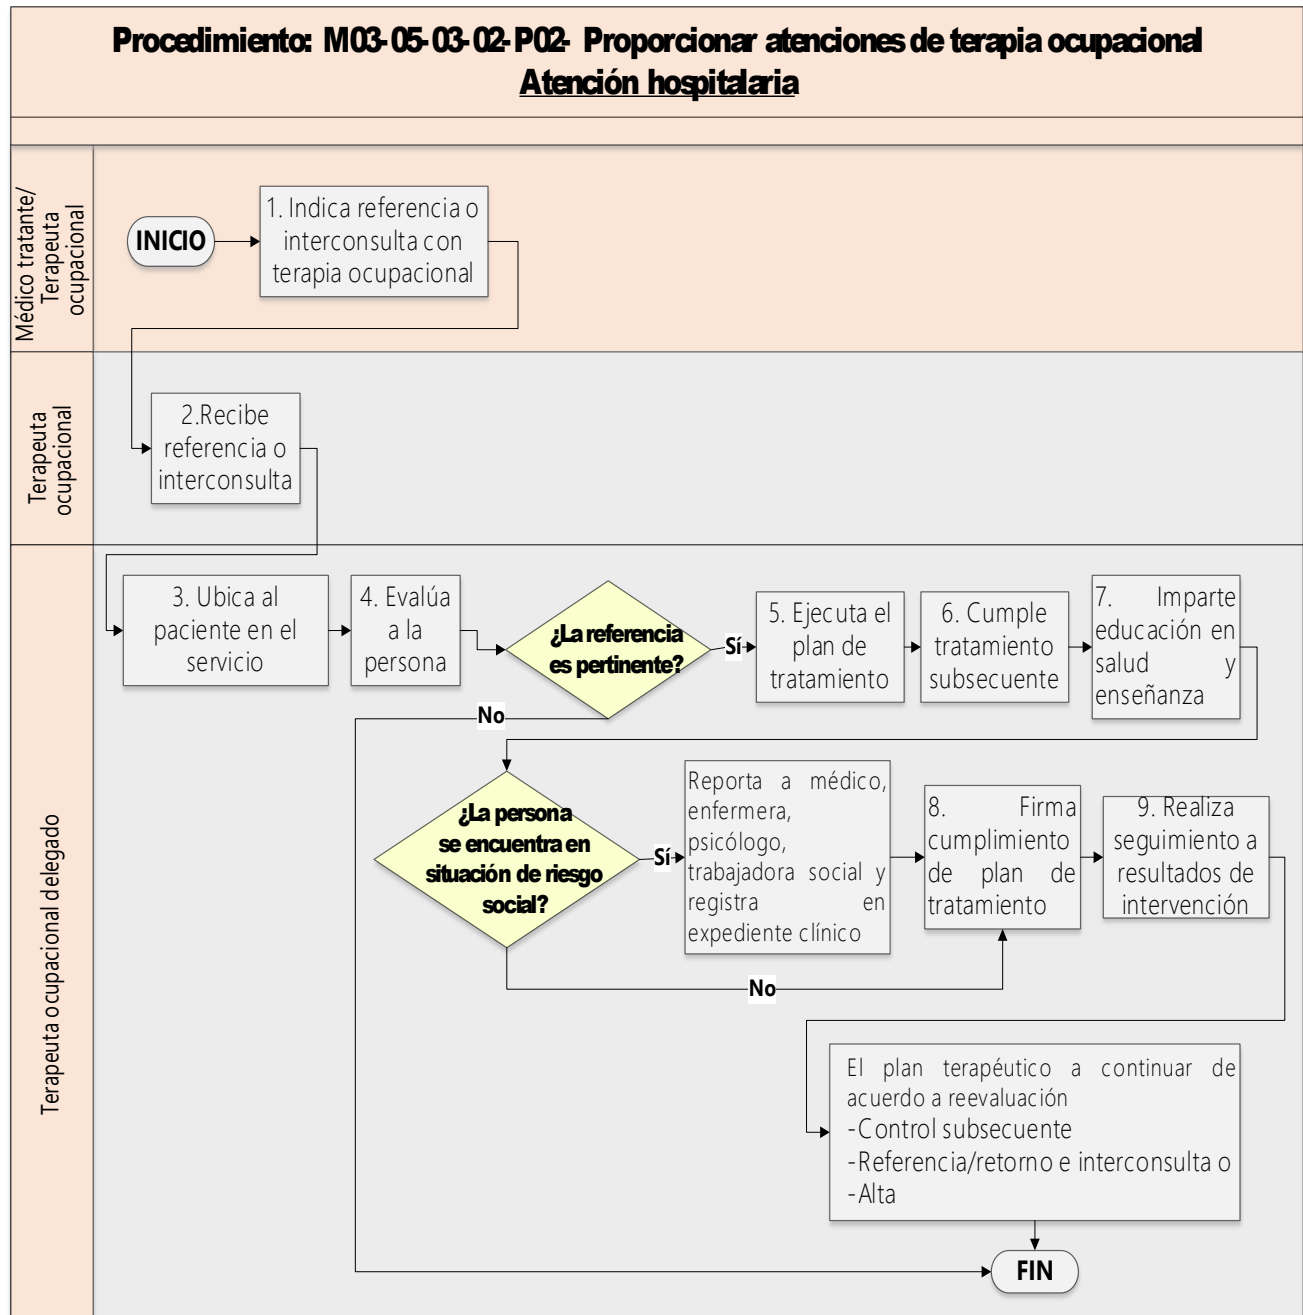 Procedimiento: M03-05-03-02-P02- Proporcionar atenciones de terapia ocupacional
Atención hospitalaria
Médico tratante/
Terapeuta
ocupacional
INICIO
1. Indica referencia o
interconsulta con
terapia ocupacional
Terapeuta
ocupacional
2.Recibe
referencia o
interconsulta
Terapeuta ocupacional delegado
3. Ubica al
paciente en el
servicio
4. Evalúa
a la
persona
¿La referencia
es pertinente?
Sí
No
5. Ejecuta el
plan de
tratamiento
6. Cumple
tratamiento
subsecuente
7. Imparte
educación en
salud y
enseñanza
¿La persona
se encuentra en
situación de riesgo
social?
Sí
No
Reporta a médico,
enfermera,
psicólogo,
trabajadora social y
registra en
expediente clínico
8. Firma
cumplimiento
de plan de
tratamiento
9. Realiza
seguimiento a
resultados de
intervención
El plan terapéutico a continuar de
acuerdo a reevaluación
-Control subsecuente
-Referencia/retorno e interconsulta o
-Alta
FIN